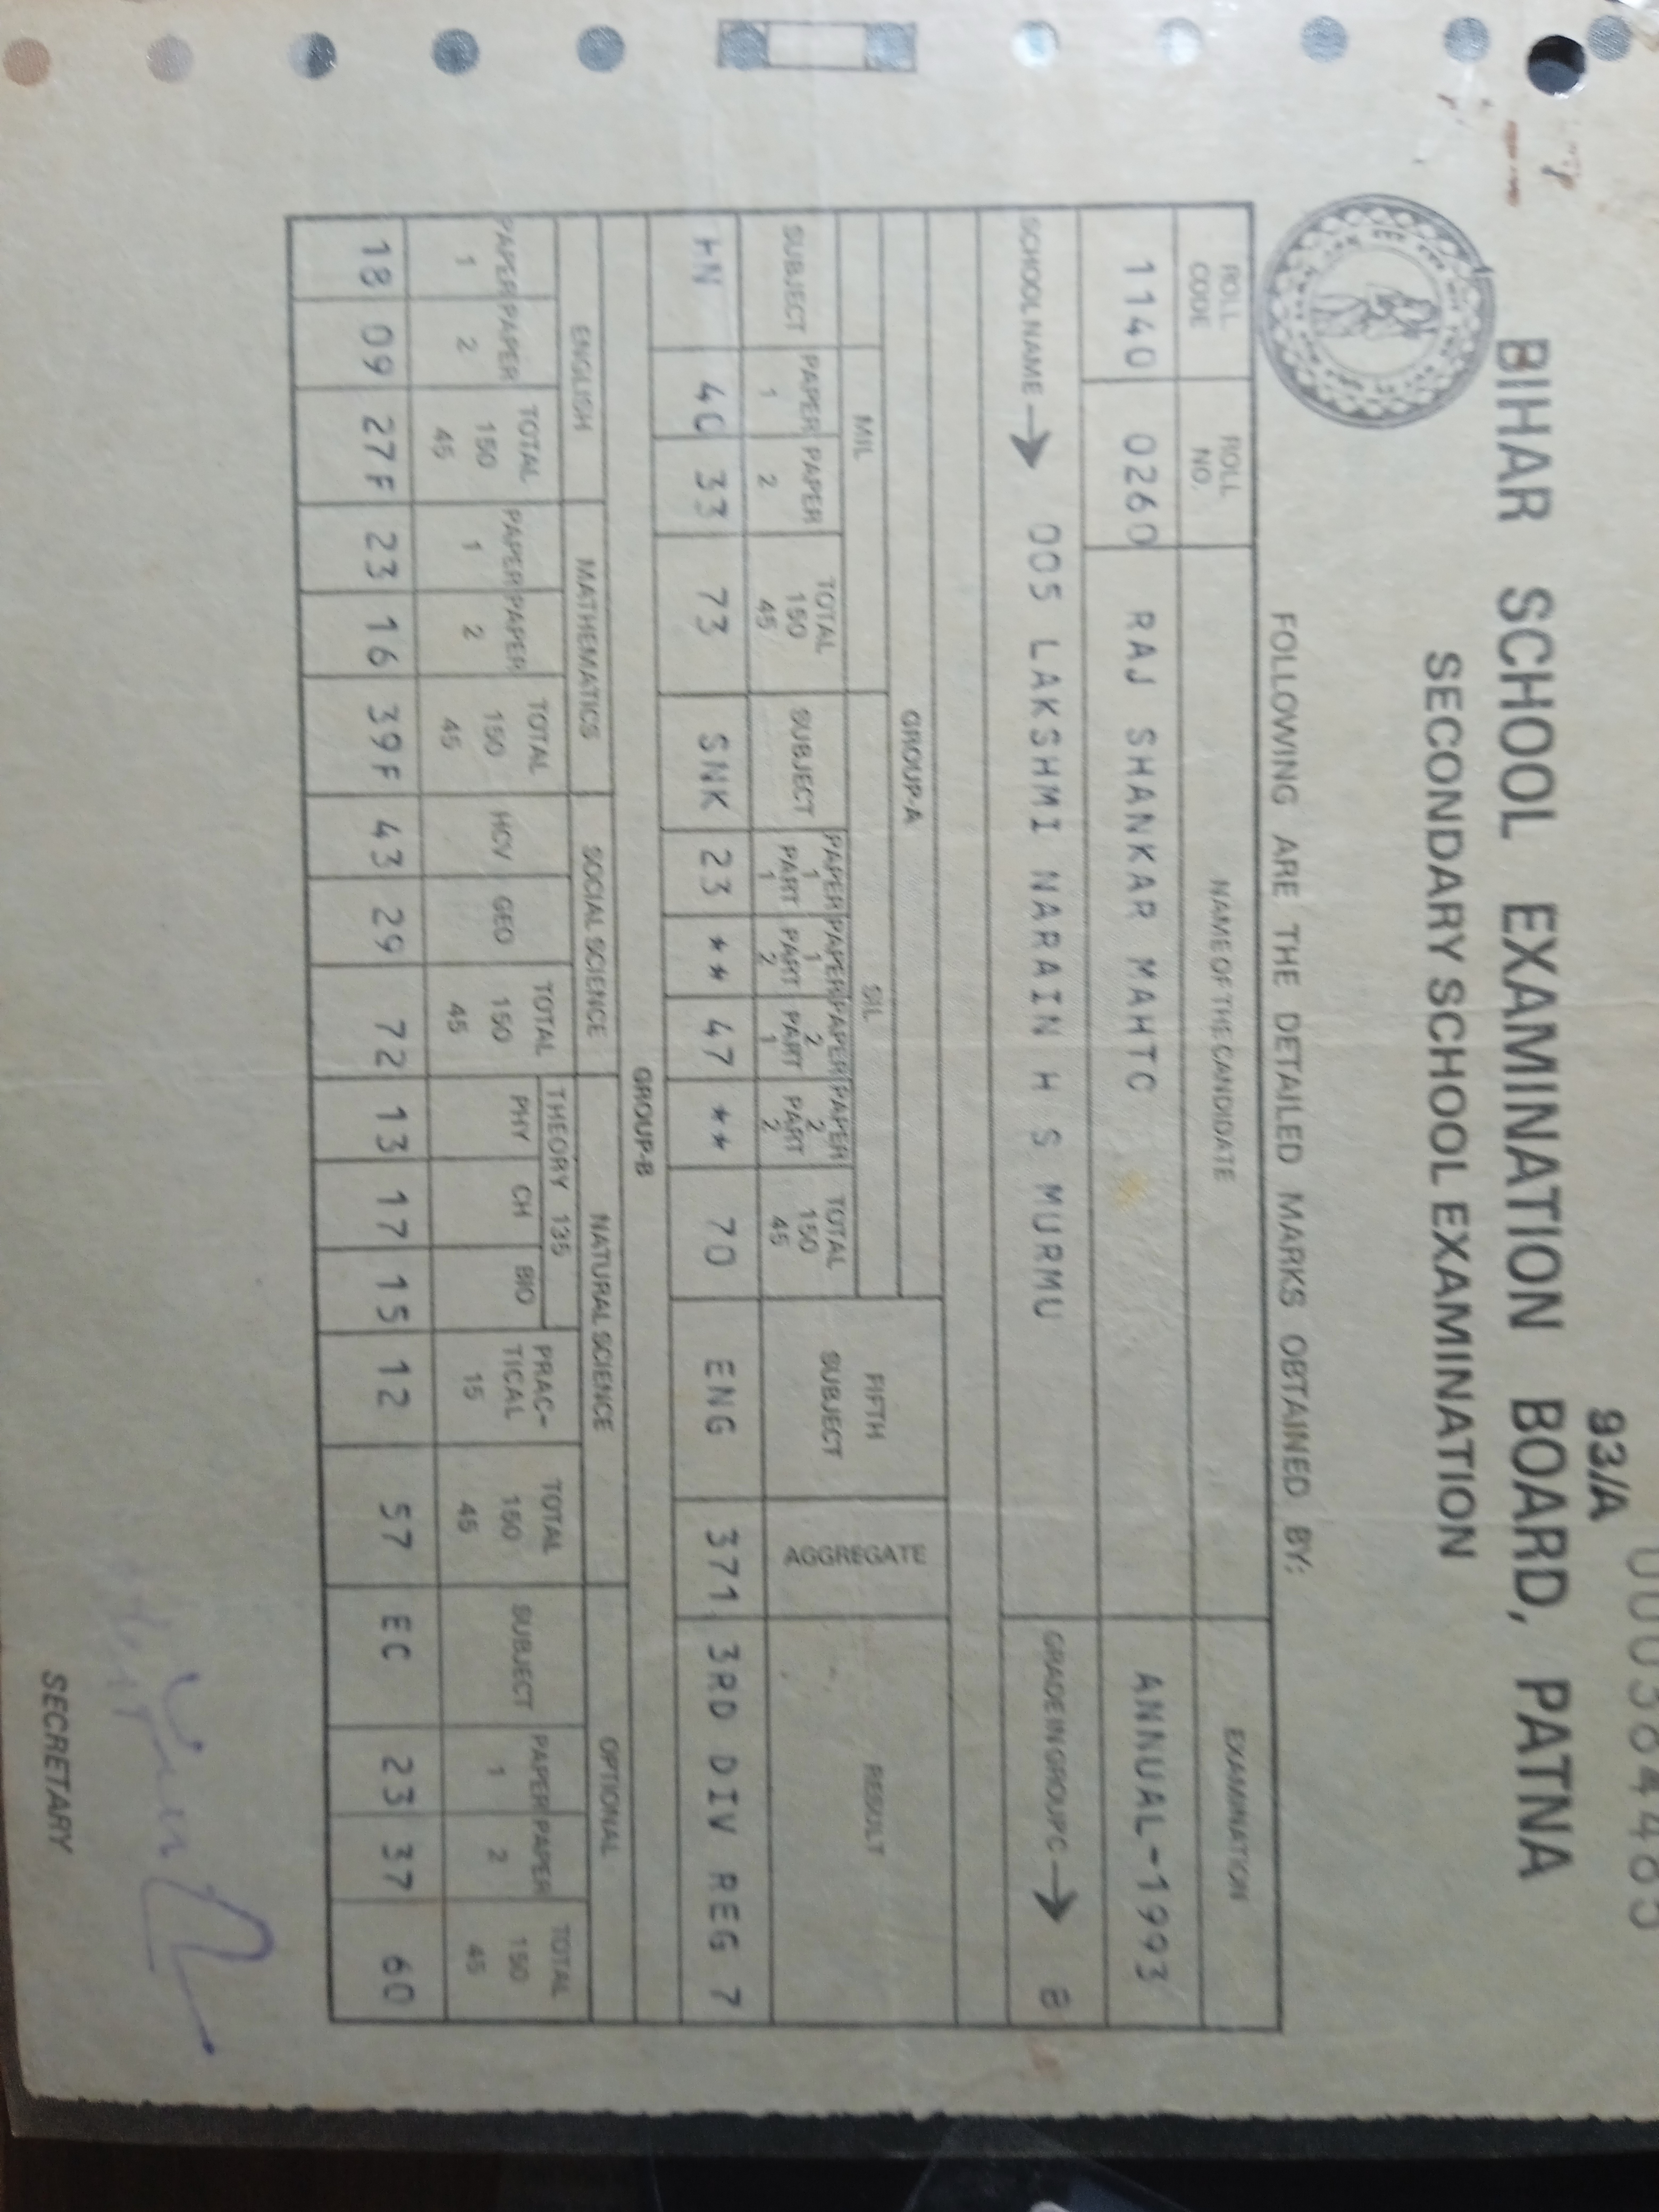 93/A
BIHAR SCHOOL EXAMINATION BOARD, PATNA
SECONDARY SCHOOL EXAMINATION
FOLLOWING ARE THE DETAILED MARKS OBTAINED BY:
ROLL CODE ROLL NO. NAME OF THE CANDIDATE EXAMINATION
1140 0260 RAJ SHANKAR MAHTC ANNUAL-1993
SCHOOL NAME → 005 LAKSHMI NARAIN H S MURMU GRADE IN GROUP C → B
GROUP-A
MIL SIL FIFTH SUBJECT AGGREGATE RESULT
SUBJECT PAPER 1 PAPER 2 TOTAL 150 45 SUBJECT PAPER 1 PART 1 PAPER 1 PART 2 PAPER 2 PART 1 PAPER 2 PART 2 TOTAL 150 45
HN 40 33 73 SNK 23 ** 47 ** 70 ENG 371 3RD DIV REG 7
GROUP-B
ENGLISH MATHEMATICS SOCIAL SCIENCE NATURAL SCIENCE OPTIONAL
PAPER 1 PAPER 2 TOTAL 150 45 PAPER 1 PAPER 2 TOTAL 150 45 HCV GEO TOTAL 150 45 THEORY 135 PHY CH BIO PRAC-TICAL 15 TOTAL 150 45 SUBJECT PAPER 1 PAPER 2 TOTAL 150 45
18 09 27F 23 16 39F 43 29 72 13 17 15 12 57 EC 23 37 60
SECRETARY